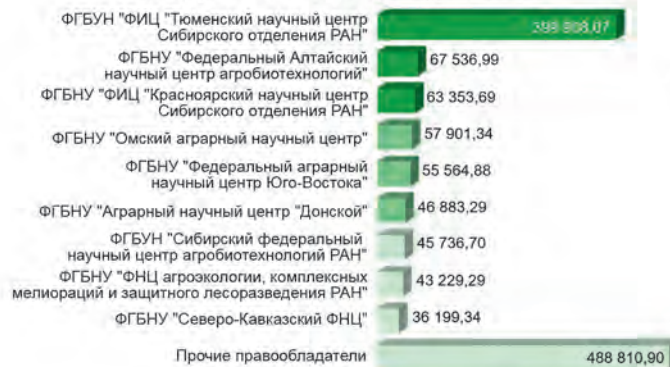 ФГБУН "ФИЦ "Тюменский научный центр
Сибирского отделения РАН"
ФГБНУ "Федеральный Алтайский
научный центр агробиотехнологий"
67 536,99
ФГБНУ "ФИЦ "Красноярский научный центр
Сибирского отделения РАН"
63 353,69
ФГБНУ "Омский аграрный научный центр"
57 901,34
ФГБНУ "Федеральный аграрный
научный центр Юго-Востока"
55 564,88
ФГБНУ "Аграрный научный центр "Донской"
46 883,29
ФГБУН "Сибирский федеральный
научный центр агробиотехнологий РАН"
45 736,70
ФГБНУ "ФНЦ агроэкологии, комплексных
мелиораций и защитного лесоразведения РАН"
43 229,29
ФГБНУ "Северо-Кавказский ФНЦ"
36 199,34
Прочие правообладатели
488 810,90